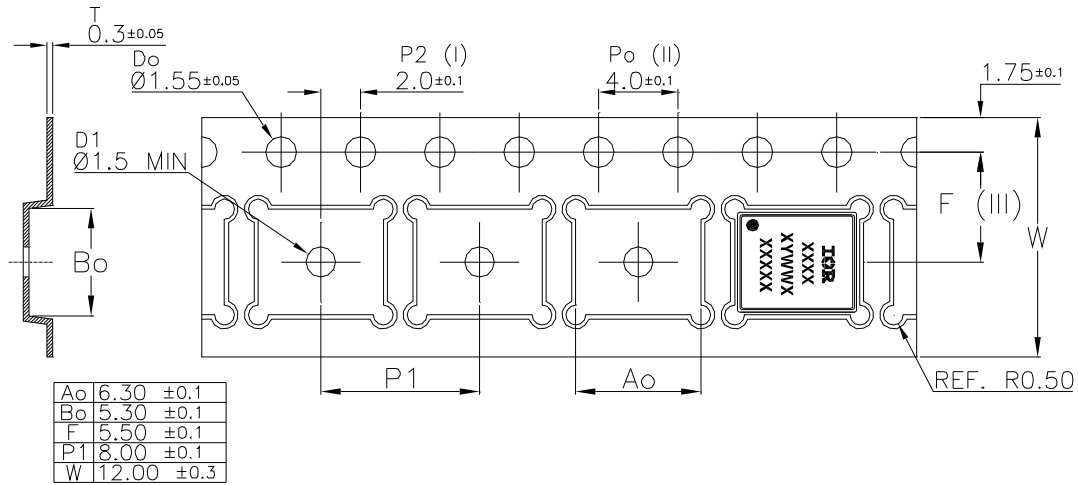 T
0.3±0.05
Do
Ø1.55±0.05
P2 (I)
2.0±0.1
Po (II)
4.0±0.1
1.75±0.1
D1
Ø1.5 MIN
F (III)
W
Bo
IOR
XXXX
XYWWX
XXXXX
P1
Ao
REF. R0.50
Ao 6.30 ±0.1
Bo 5.30 ±0.1
F 5.50 ±0.1
P1 8.00 ±0.1
W 12.00 ±0.3